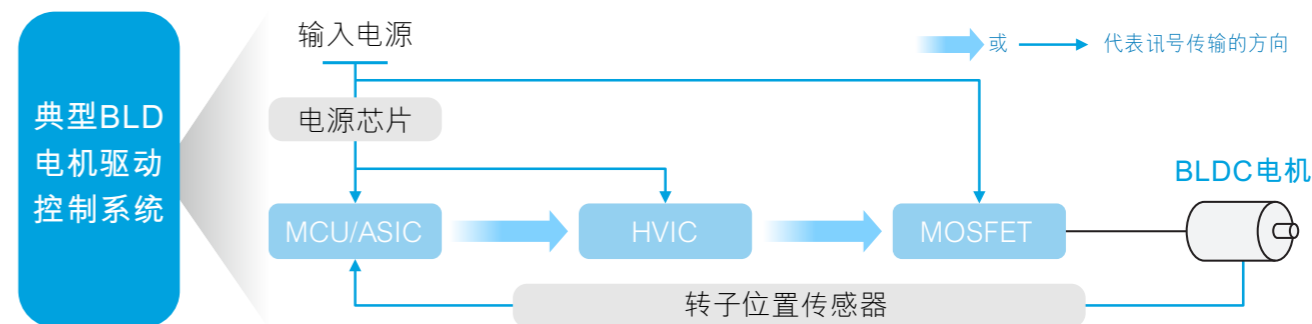 典型BLD
电机驱动
控制系统
输入电源
或
代表讯号传输的方向
电源芯片
BLDC电机
MCU/ASIC
HVIC
MOSFET
转子位置传感器